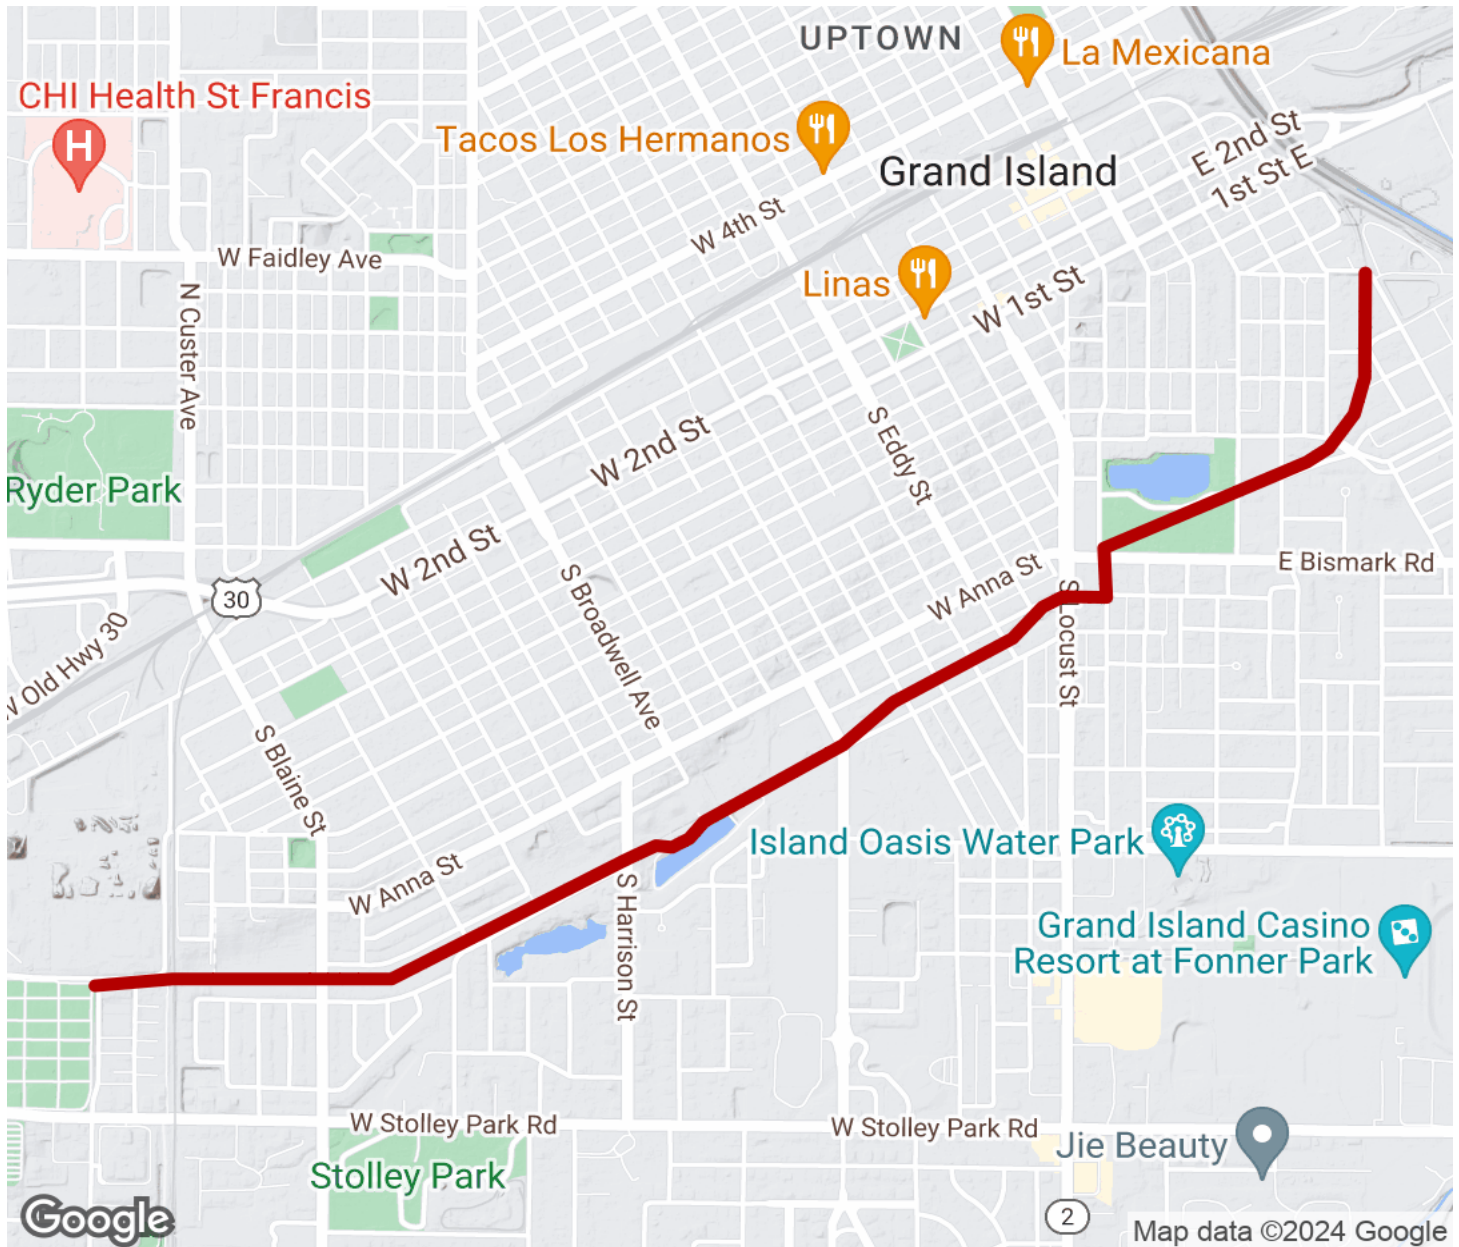 UPTOWN
La Mexicana
CHI Health St Francis
H
Tacos Los Hermanos
Grand Island
E 2nd St
1st St E
W 4th St
W Faidley Ave
Linas
W 1st St
N Custer Ave
S Eddy St
W 2nd St
Ryder Park
W 2nd St
E Bismark Rd
W Anna St
30
S Broadwell Ave
S Locust St
W Old Hwy 30
S Blaine St
Island Oasis Water Park
W Anna St
S Harrison St
Grand Island Casino
Resort at Fonner Park
W Stolley Park Rd
W Stolley Park Rd
Jie Beauty
Stolley Park
2
Google
Map data ©2024 Google